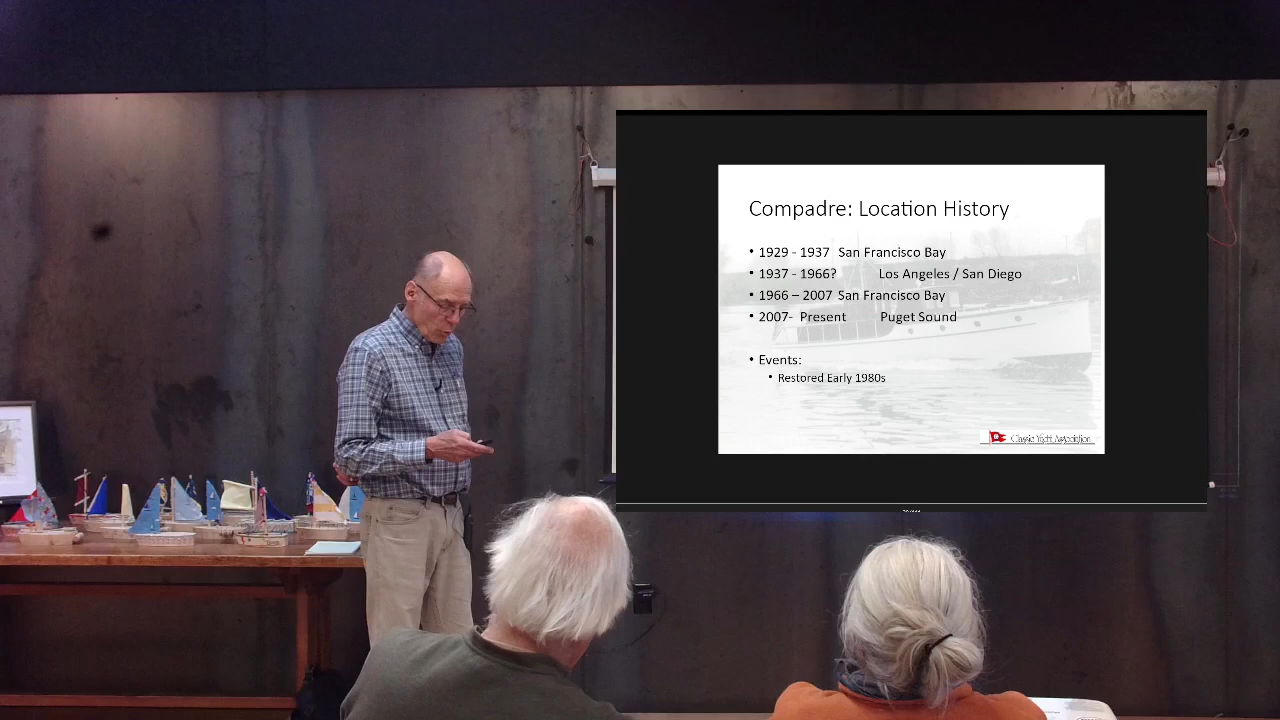 Compadre: Location History
• 1929 - 1937 San Francisco Bay
• 1937 - 1966? Los Angeles / San Diego
• 1966 – 2007 San Francisco Bay
• 2007- Present Puget Sound
• Events:
• Restored Early 1980s
Classic Yacht Association